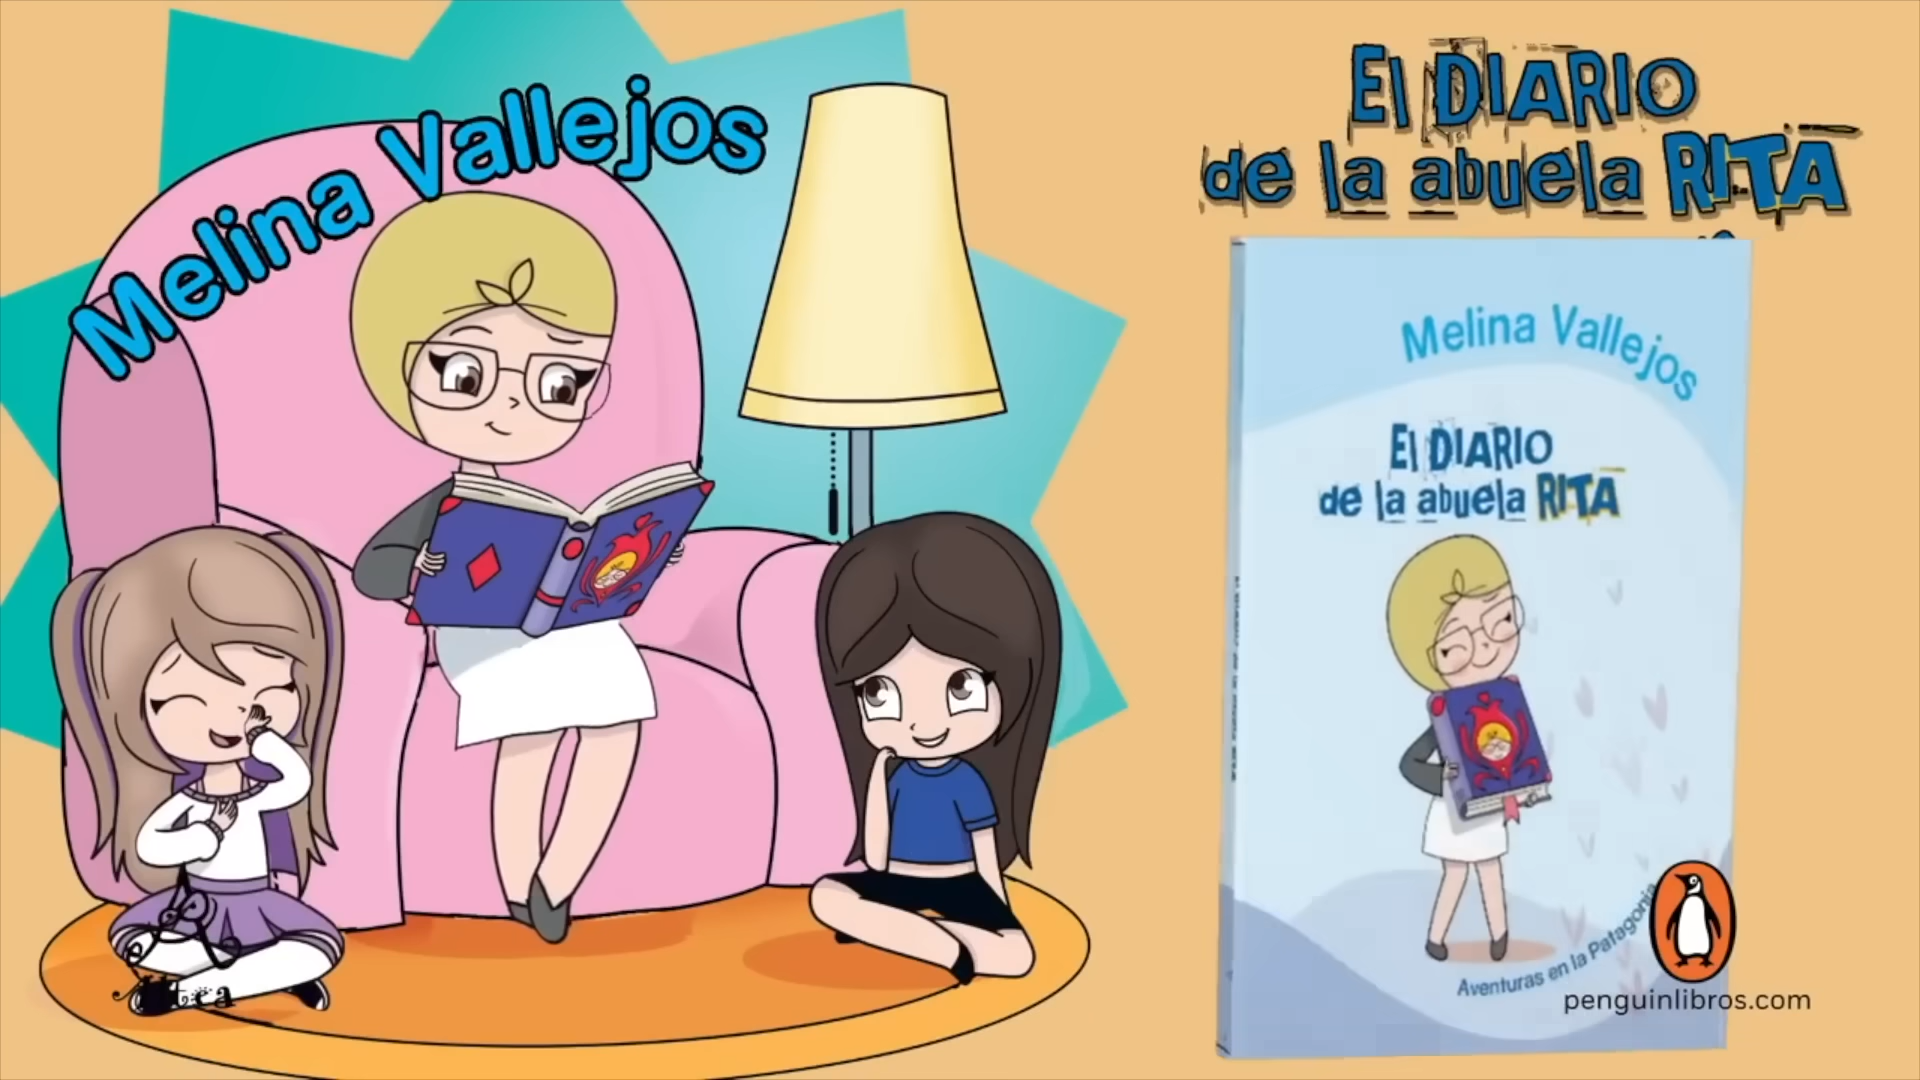 Melina Vallejos
El DIARIO
de la abuela RITA
Melina Vallejos
El DIARIO
de la abuela RITA
Aventuras en la Patagonia
penguinlibros.com